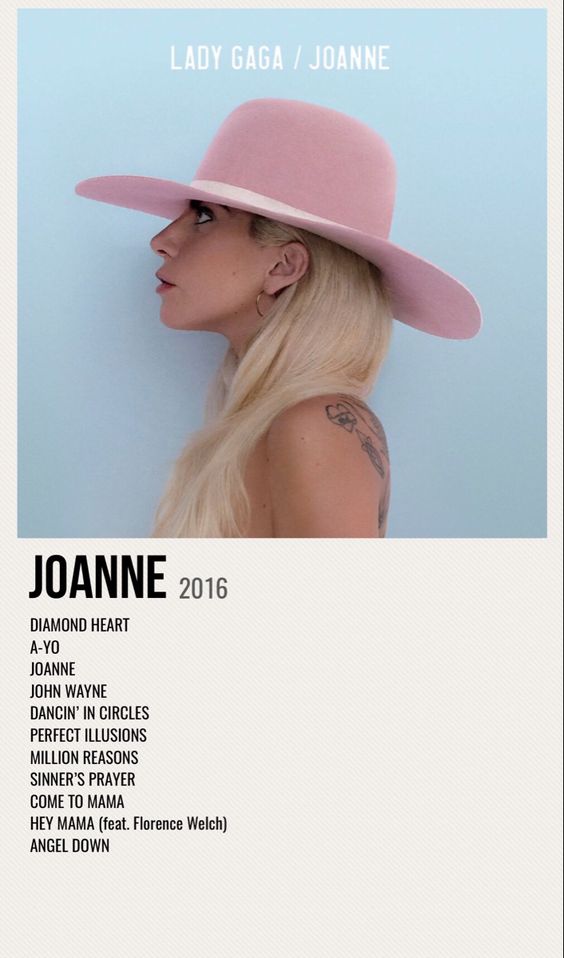 LADY GAGA / JOANNE
JOANNE 2016
DIAMOND HEART
A-YO
JOANNE
JOHN WAYNE
DANCIN' IN CIRCLES
PERFECT ILLUSIONS
MILLION REASONS
SINNER'S PRAYER
COME TO MAMA
HEY MAMA (feat. Florence Welch)
ANGEL DOWN